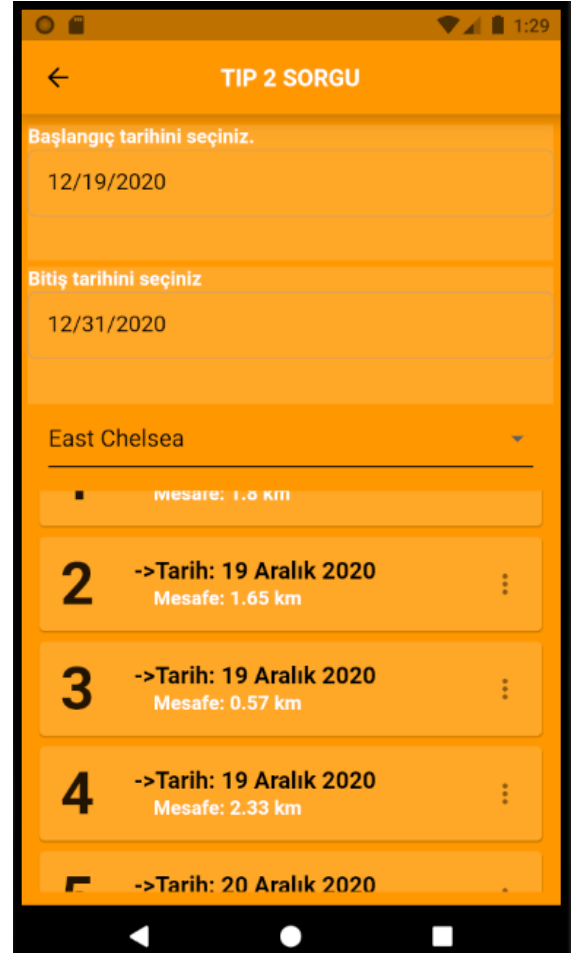 1:29
TIP 2 SORGU
Başlangıç tarihini seçiniz.
12/19/2020
Bitiş tarihini seçiniz
12/31/2020
East Chelsea
Mesafe: 1.8 km
2
->Tarih: 19 Aralık 2020
Mesafe: 1.65 km
3
->Tarih: 19 Aralık 2020
Mesafe: 0.57 km
4
->Tarih: 19 Aralık 2020
Mesafe: 2.33 km
5
->Tarih: 20 Aralık 2020